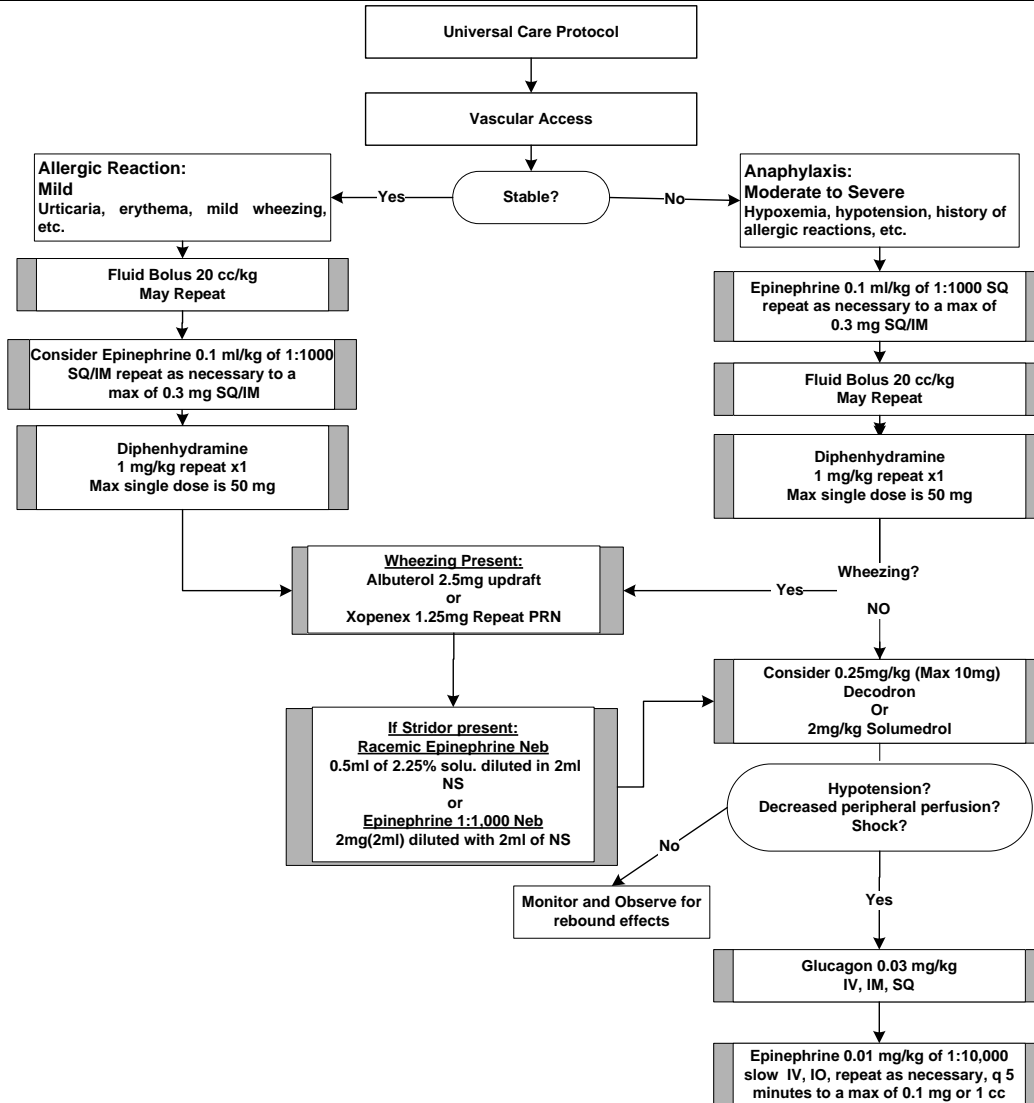 Universal Care Protocol
Vascular Access
Stable?
Yes
No
Allergic Reaction:
Mild
Urticaria, erythema, mild wheezing,
etc.
Fluid Bolus 20 cc/kg
May Repeat
Consider Epinephrine 0.1 ml/kg of 1:1000
SQ/IM repeat as necessary to a
max of 0.3 mg SQ/IM
Diphenhydramine
1 mg/kg repeat x1
Max single dose is 50 mg
Anaphylaxis:
Moderate to Severe
Hypoxemia, hypotension, history of
allergic reactions, etc.
Epinephrine 0.1 ml/kg of 1:1000 SQ
repeat as necessary to a max of
0.3 mg SQ/IM
Fluid Bolus 20 cc/kg
May Repeat
Diphenhydramine
1 mg/kg repeat x1
Max single dose is 50 mg
Wheezing?
Yes
NO
Wheezing Present:
Albuterol 2.5mg updraft
or
Xopenex 1.25mg Repeat PRN
If Stridor present:
Racemic Epinephrine Neb
0.5ml of 2.25% solu. diluted in 2ml
NS
or
Epinephrine 1:1,000 Neb
2mg(2ml) diluted with 2ml of NS
Consider 0.25mg/kg (Max 10mg)
Decodron
Or
2mg/kg Solumedrol
Hypotension?
Decreased peripheral perfusion?
Shock?
No
Monitor and Observe for
rebound effects
Yes
Glucagon 0.03 mg/kg
IV, IM, SQ
Epinephrine 0.01 mg/kg of 1:10,000
slow IV, IO, repeat as necessary, q 5
minutes to a max of 0.1 mg or 1 cc